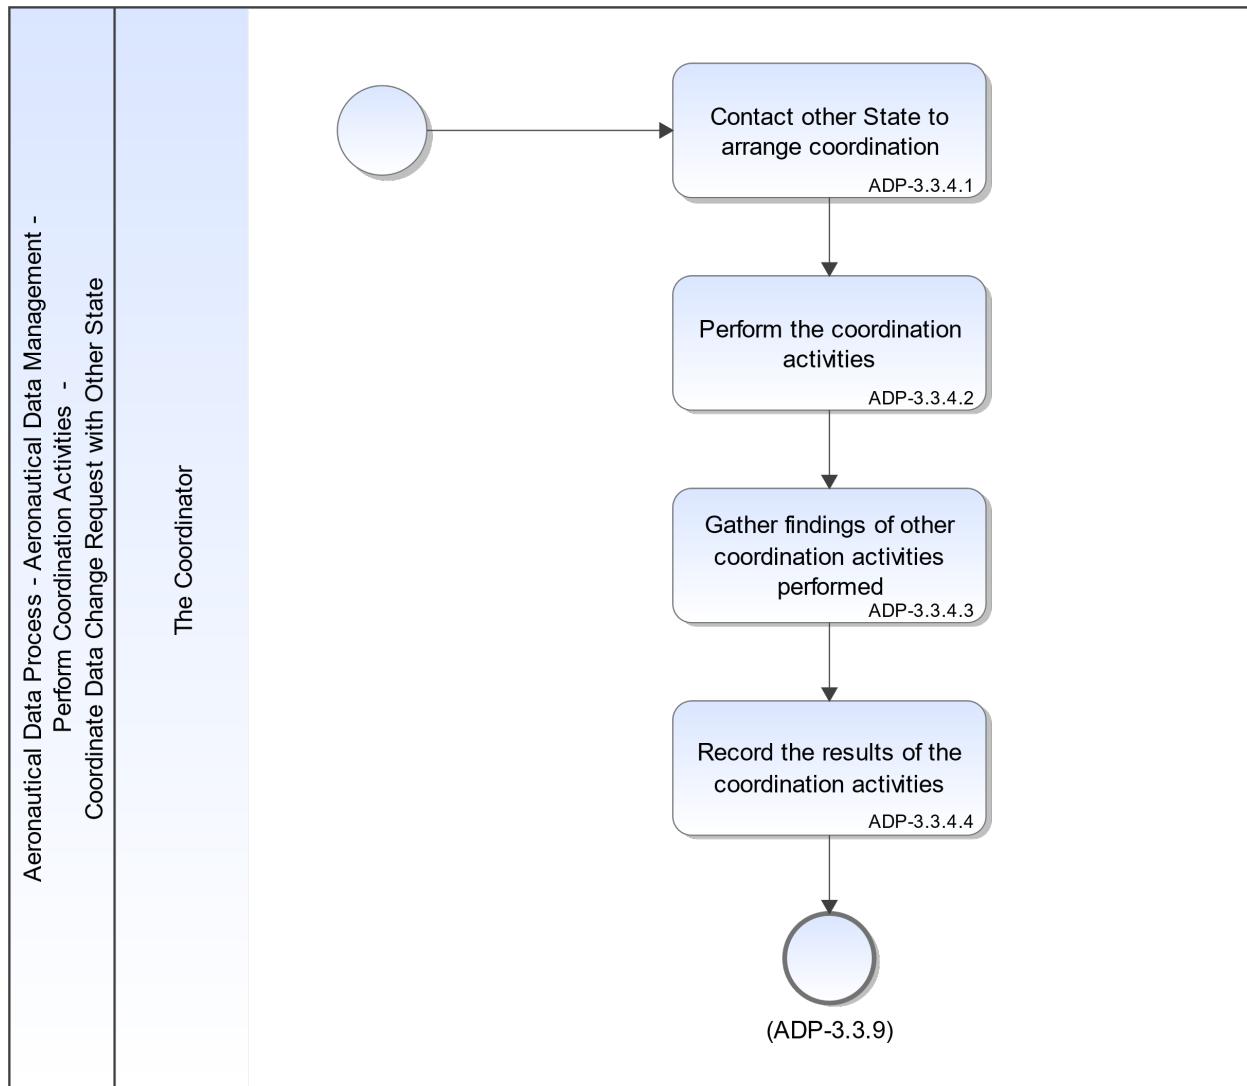 Aeronautical Data Process - Aeronautical Data Management -
Perform Coordination Activities -
Coordinate Data Change Request with Other State
The Coordinator
Contact other State to
arrange coordination
ADP-3.3.4.1
Perform the coordination
activities
ADP-3.3.4.2
Gather findings of other
coordination activities
performed
ADP-3.3.4.3
Record the results of the
coordination activities
ADP-3.3.4.4
(ADP-3.3.9)